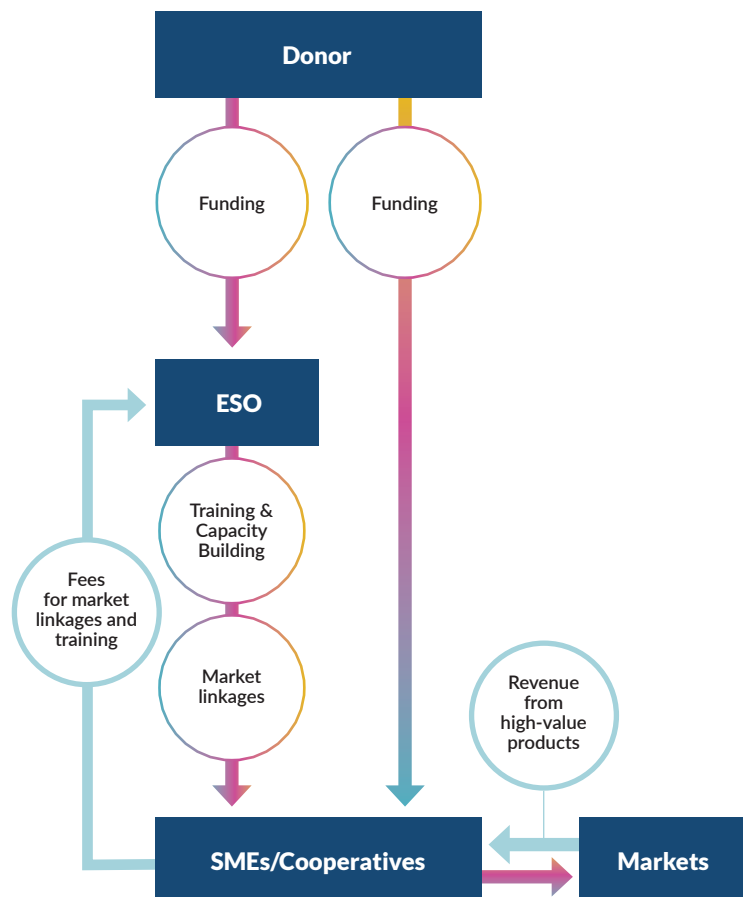 Donor
Funding
Funding
ESO
Training &
Capacity
Building
Fees
for market
linkages and
training
Market
linkages
Revenue
from
high-value
products
SMEs/Cooperatives
Markets